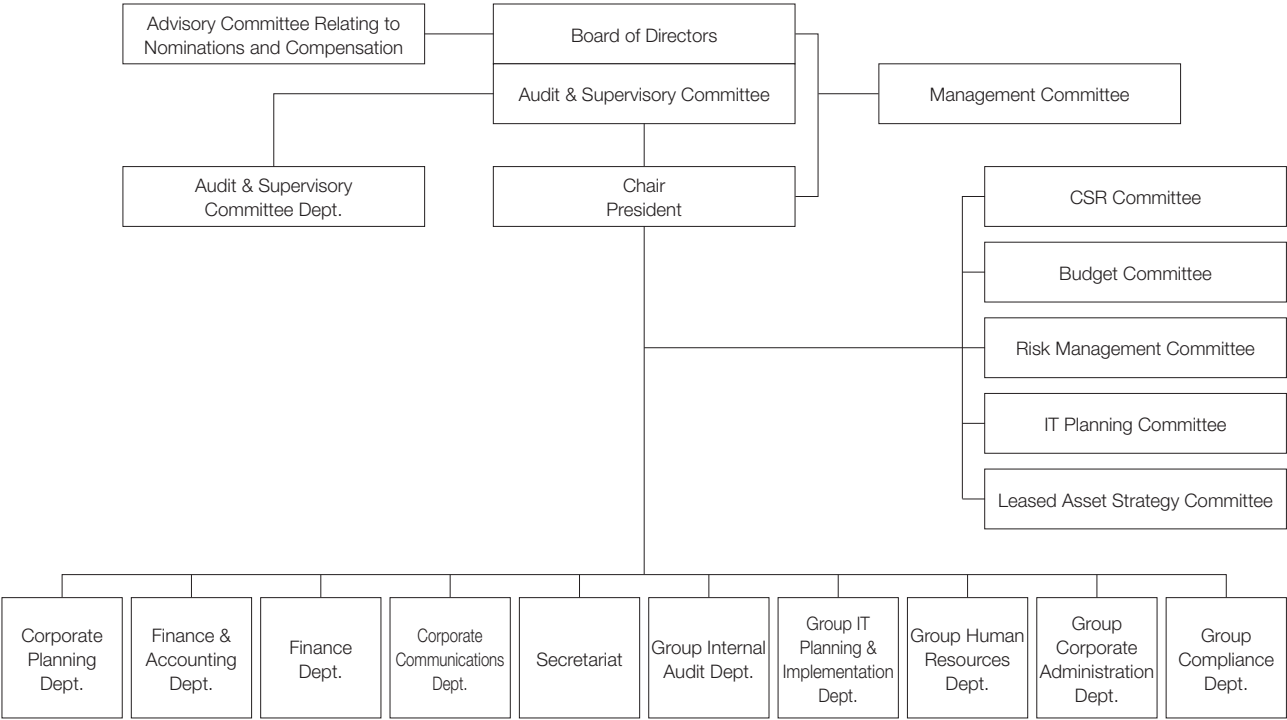 Advisory Committee Relating to
Nominations and Compensation
Board of Directors
Audit & Supervisory Committee
Management Committee
Audit & Supervisory
Committee Dept.
Chair
President
CSR Committee
Budget Committee
Risk Management Committee
IT Planning Committee
Leased Asset Strategy Committee
Corporate
Planning
Dept.
Finance &
Accounting
Dept.
Finance
Dept.
Corporate
Communications
Dept.
Secretariat
Group Internal
Audit Dept.
Group IT
Planning &
Implementation
Dept.
Group Human
Resources
Dept.
Group
Corporate
Administration
Dept.
Group
Compliance
Dept.